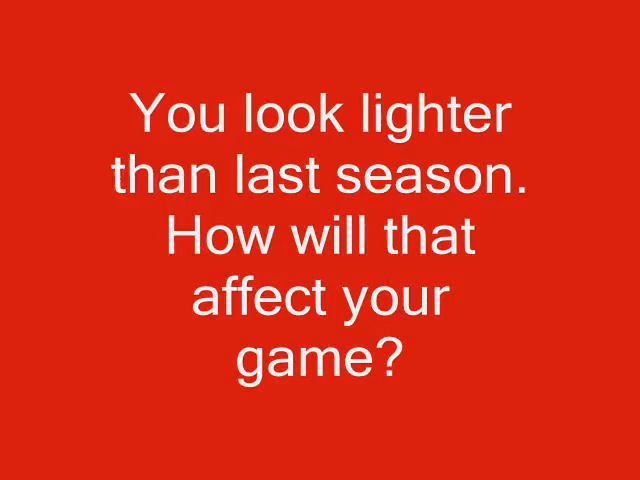 You look lighter
than last season.
How will that
affect your
game?